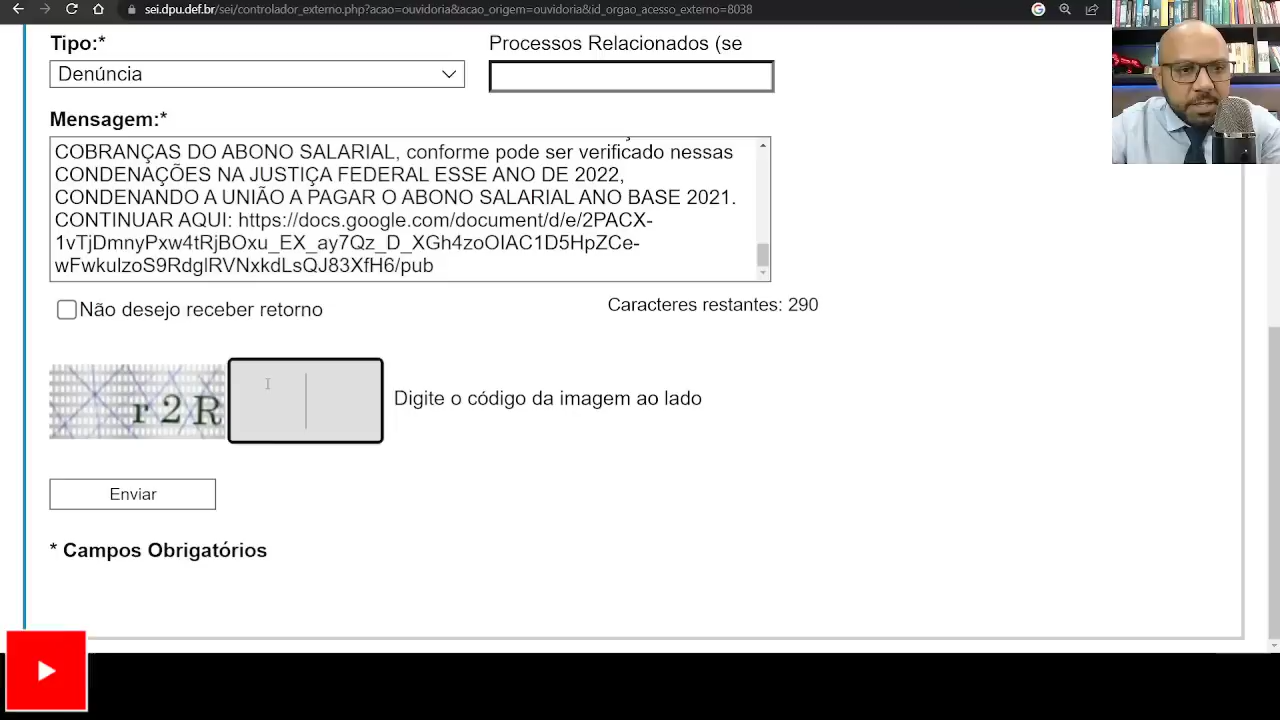 sei.dpu.def.br/sei/controlador_externo.php?acao=ouvidoria&acao_origem=ouvidoria&id_orgao_acesso_externo=8038
Tipo:*
Processos Relacionados (se
Denúncia
Mensagem:*
COBRANÇAS DO ABONO SALARIAL, conforme pode ser verificado nessas
CONDENAÇÕES NA JUSTIÇA FEDERAL ESSE ANO DE 2022,
CONDENANDO A UNIÃO A PAGAR O ABONO SALARIAL ANO BASE 2021.
CONTINUAR AQUI: https://docs.google.com/document/d/e/2PACX-
1vTjDmnyPxw4tRjBOxu_EX_ay7Qz_D_XGh4zoOIAC1D5HpZCe-
wFwkulzoS9RdglRVNxkdLsQJ83XfH6/pub
Não desejo receber retorno
Caracteres restantes: 290
r 2 R
Digite o código da imagem ao lado
Enviar
* Campos Obrigatórios